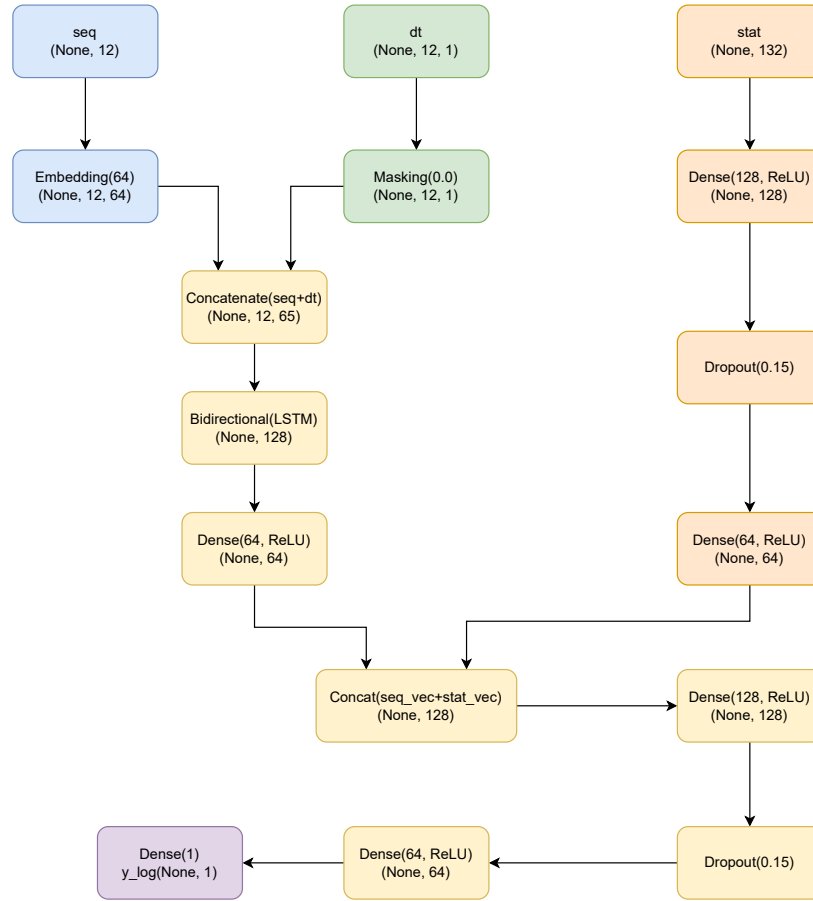 seq
(None, 12)
dt
(None, 12, 1)
stat
(None, 132)
Embedding(64)
(None, 12, 64)
Masking(0.0)
(None, 12, 1)
Dense(128, ReLU)
(None, 128)
Concatenate(seq+dt)
(None, 12, 65)
Dropout(0.15)
Bidirectional(LSTM)
(None, 128)
Dense(64, ReLU)
(None, 64)
Dense(64, ReLU)
(None, 64)
Concat(seq_vec+stat_vec)
(None, 128)
Dense(128, ReLU)
(None, 128)
Dense(1)
y_log(None, 1)
Dense(64, ReLU)
(None, 64)
Dropout(0.15)